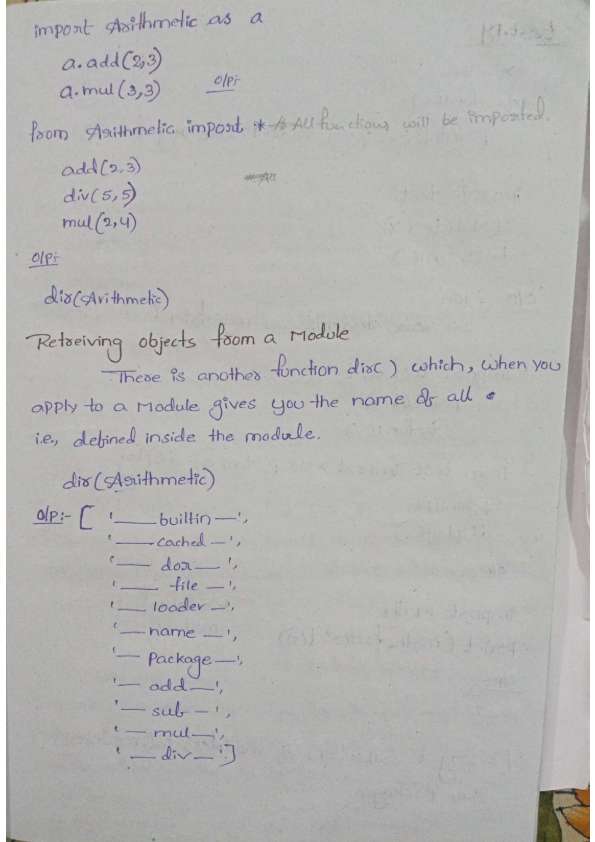 import Arithmetic as a
a.add(2,3)
a.mul(3,3)
O/P:-
from Arithmetic import * All functions will be imported.
add(2,3)
div(5,5)
mul(2,4)
O/P:-
dir(Arithmetic)
Retreiving objects from a Module
There is another function dir() which, when you
apply to a Module gives you the name of all
i.e., defined inside the module.
dir(Arithmetic)
O/P:- [ '__builtin__',
'__cached__',
'__dox__',
'__file__',
'__loader__',
'__name__',
'__package__',
'__add__',
'__sub__',
'__mul__',
'__div__']